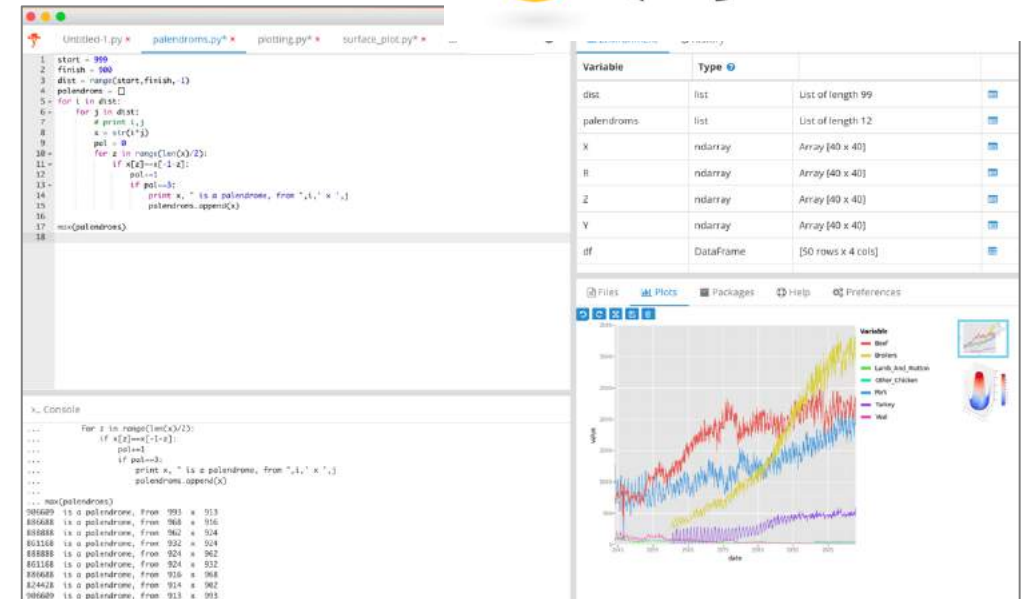 Untitled-1.py × palendroms.py* × plotting.py* × surface_plot.py* ×
1 start = 999
2 finish = 900
3 dist = range(start,finish,-1)
4 palendroms = []
5 for i in dist:
6 for j in dist:
7 # print i,j
8 x = str(i*j)
9 pal = 0
10 for z in range(len(x)/2):
11 if x[z]==x[-1-z]:
12 pal+=1
13 if pal==3:
14 print x, " is a palendrome, from ",i,' x ',j
15 palendroms.append(x)
16
17 max(palendroms)
18
>_ Console
... for z in range(len(x)/2):
... if x[z]==x[-1-z]:
... pal+=1
... if pal==3:
... print x, " is a palendrome, from ",i,' x ',j
... palendroms.append(x)
...
... max(palendroms)
906609 is a palendrome, from 993 x 913
886688 is a palendrome, from 968 x 916
888888 is a palendrome, from 962 x 924
861168 is a palendrome, from 932 x 924
888888 is a palendrome, from 924 x 962
861168 is a palendrome, from 924 x 932
886688 is a palendrome, from 916 x 968
824428 is a palendrome, from 914 x 902
906609 is a palendrome, from 913 x 993
Variable Type
dist list List of length 99
palendroms list List of length 12
X ndarray Array [40 x 40]
R ndarray Array [40 x 40]
Z ndarray Array [40 x 40]
Y ndarray Array [40 x 40]
df DataFrame [50 rows x 4 cols]
Files Plots Packages Help Preferences
Variable
Beef
Broilers
Lamb_And_Mutton
Other_Chicken
Pork
Turkey
Veal
value
date